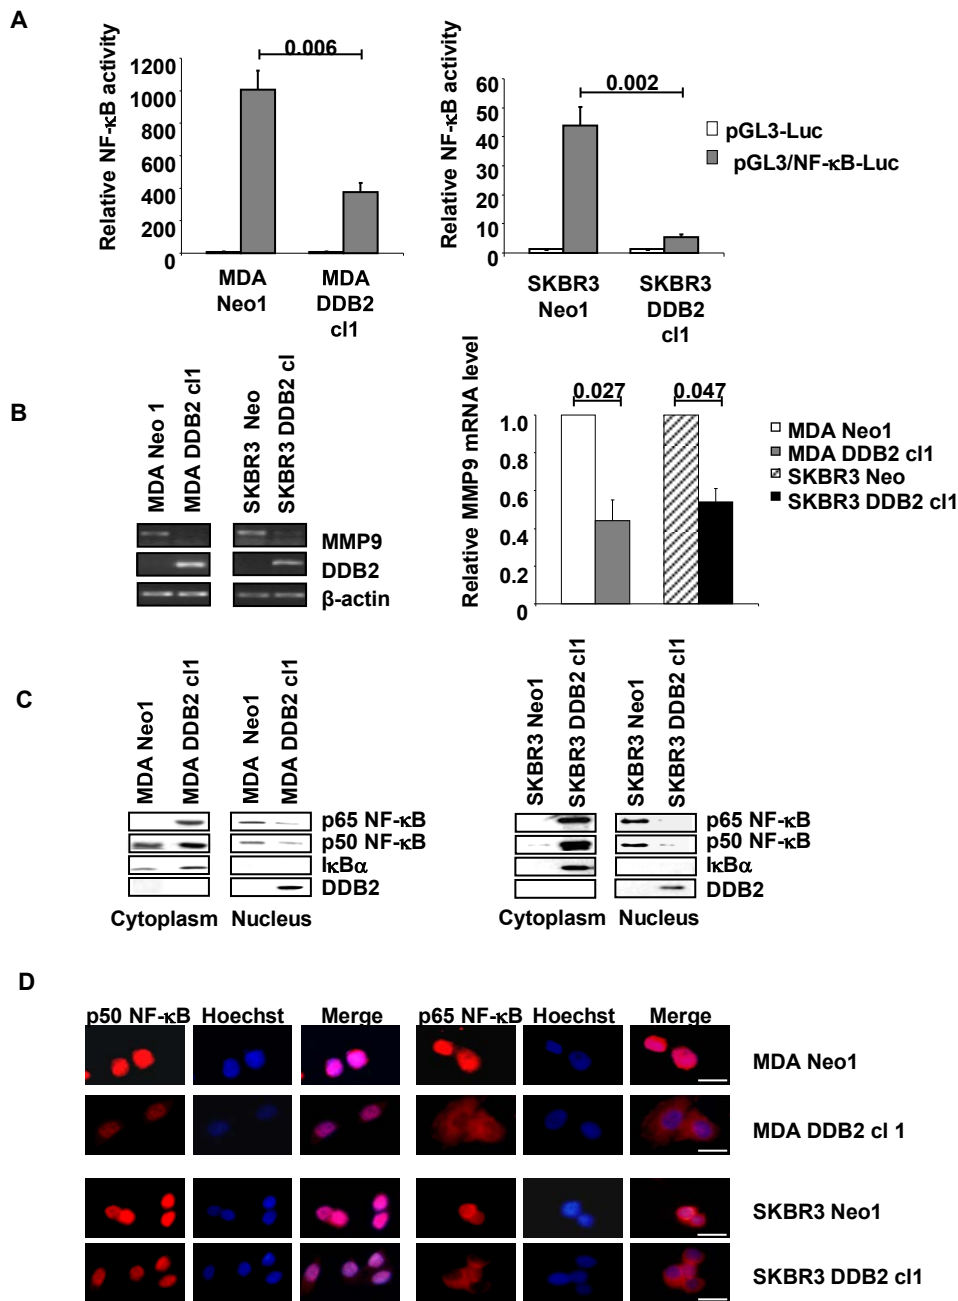 A
Relative NF-κB activity
1200
1000
800
600
400
200
0
0.006
MDA
Neo1
MDA
DDB2
cl1
Relative NF-κB activity
60
50
40
30
20
10
0
0.002
SKBR3
Neo1
SKBR3
DDB2
cl1
pGL3-Luc
pGL3/NF-κB-Luc
B
MDA Neo 1
MDA DDB2 cl1
SKBR3 Neo
SKBR3 DDB2 cl
MMP9
DDB2
β-actin
Relative MMP9 mRNA level
1.0
0.8
0.6
0.4
0.2
0
0.027
0.047
MDA Neo1
MDA DDB2 cl1
SKBR3 Neo
SKBR3 DDB2 cl1
C
MDA Neo1
MDA DDB2 cl1
MDA Neo1
MDA DDB2 cl1
p65 NF-κB
p50 NF-κB
IκBα
DDB2
Cytoplasm Nucleus
SKBR3 Neo1
SKBR3 DDB2 cl1
SKBR3 Neo1
SKBR3 DDB2 cl1
p65 NF-κB
p50 NF-κB
IκBα
DDB2
Cytoplasm Nucleus
D
p50 NF-κB Hoechst Merge p65 NF-κB Hoechst Merge
MDA Neo1
MDA DDB2 cl 1
SKBR3 Neo1
SKBR3 DDB2 cl1